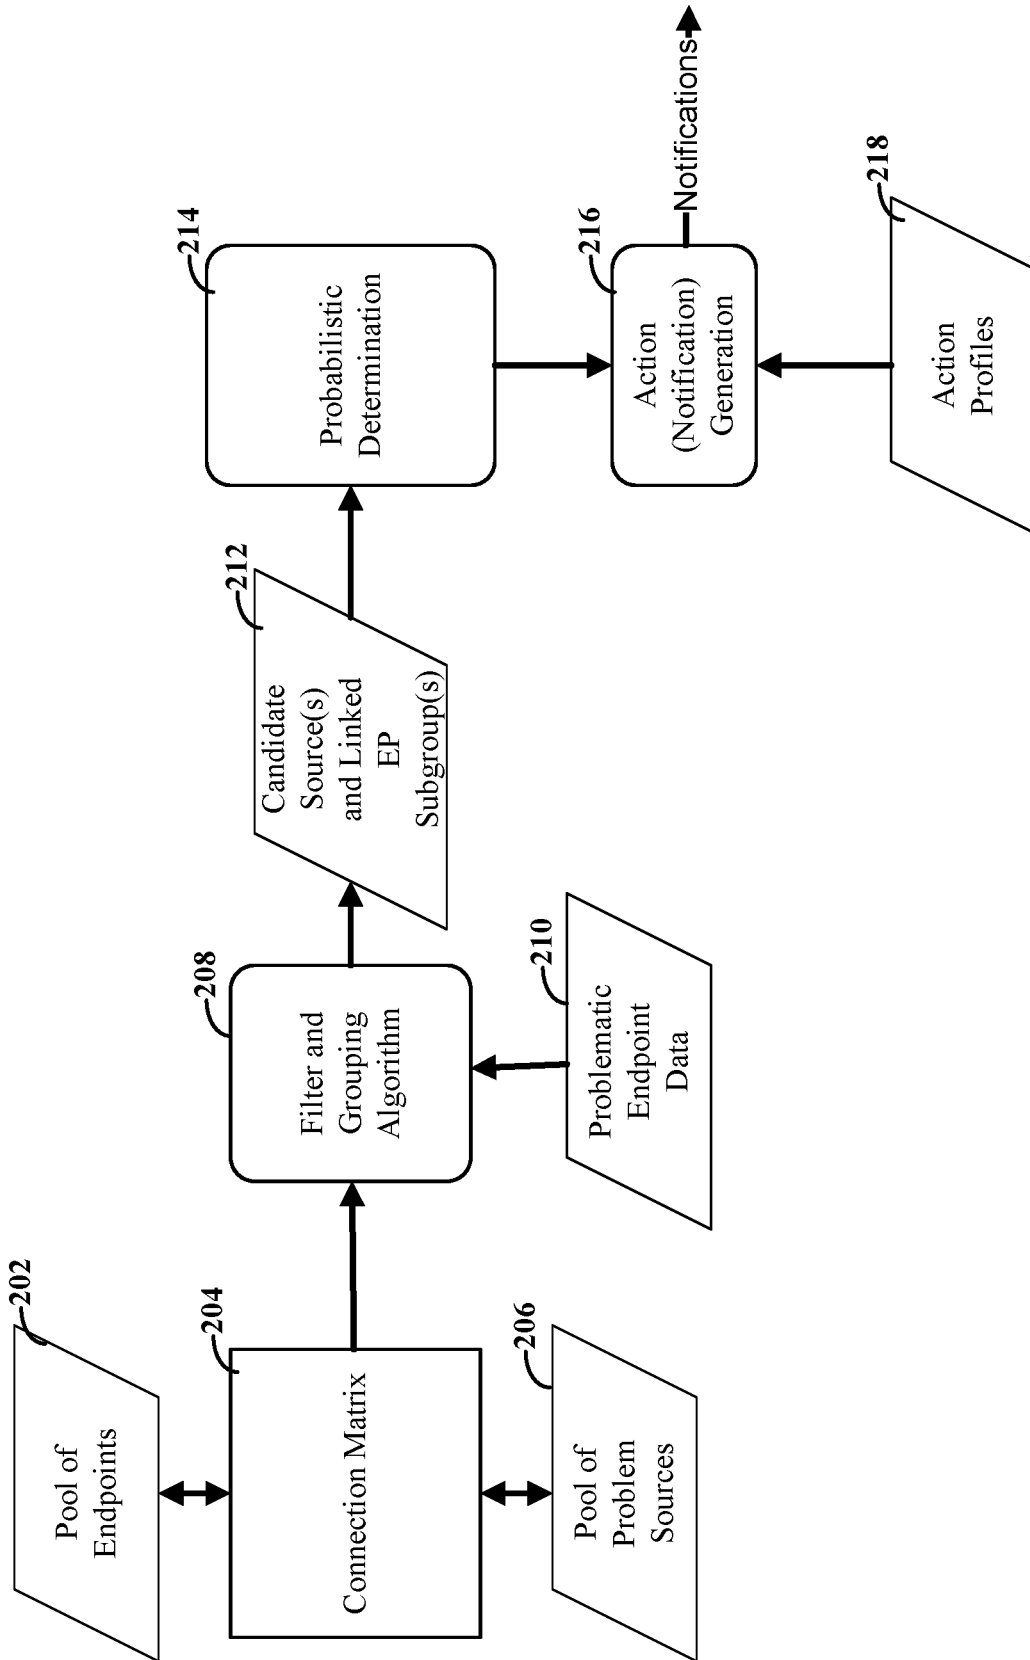 202
Pool of
Endpoints
204
Connection Matrix
206
Pool of
Problem
Sources
208
Filter and
Grouping
Algorithm
210
Problematic
Endpoint
Data
212
Candidate
Source(s)
and Linked
EP
Subgroup(s)
214
Probabilistic
Determination
216
Action
(Notification)
Generation
Notifications
218
Action
Profiles